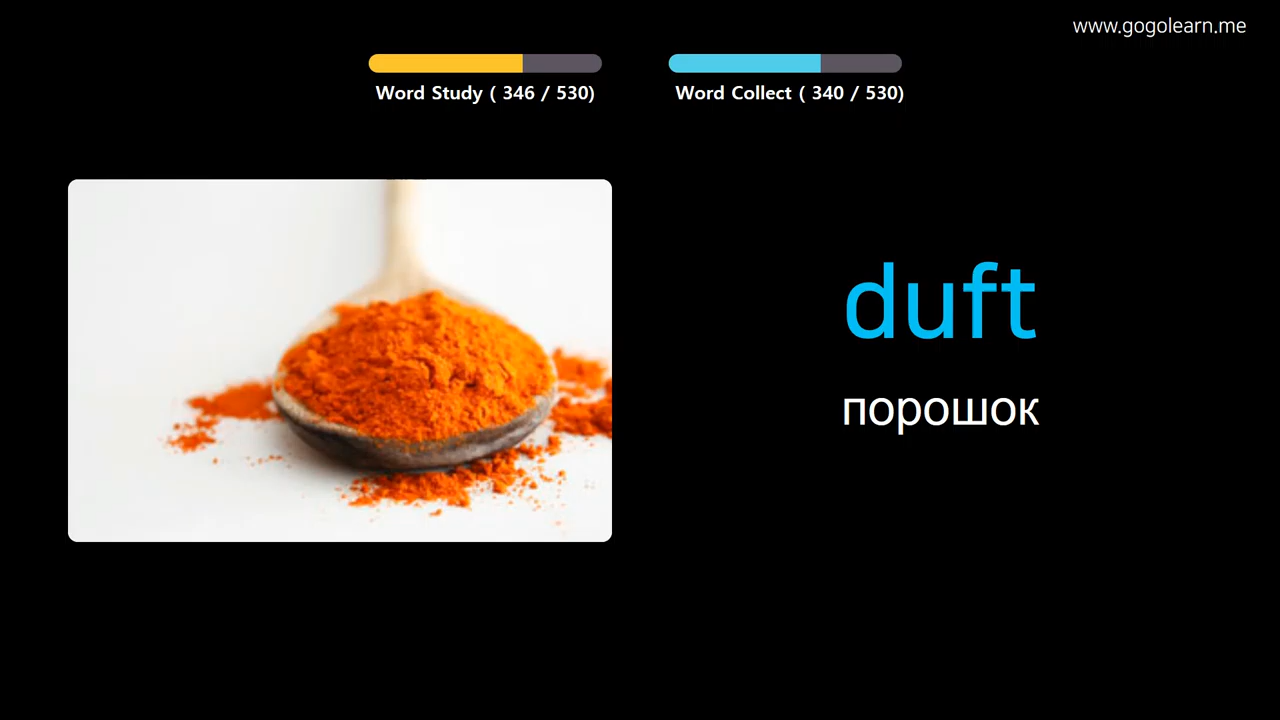 www.gogolearn.me
Word Study ( 346 / 530)
Word Collect ( 340 / 530)
duft
порошок